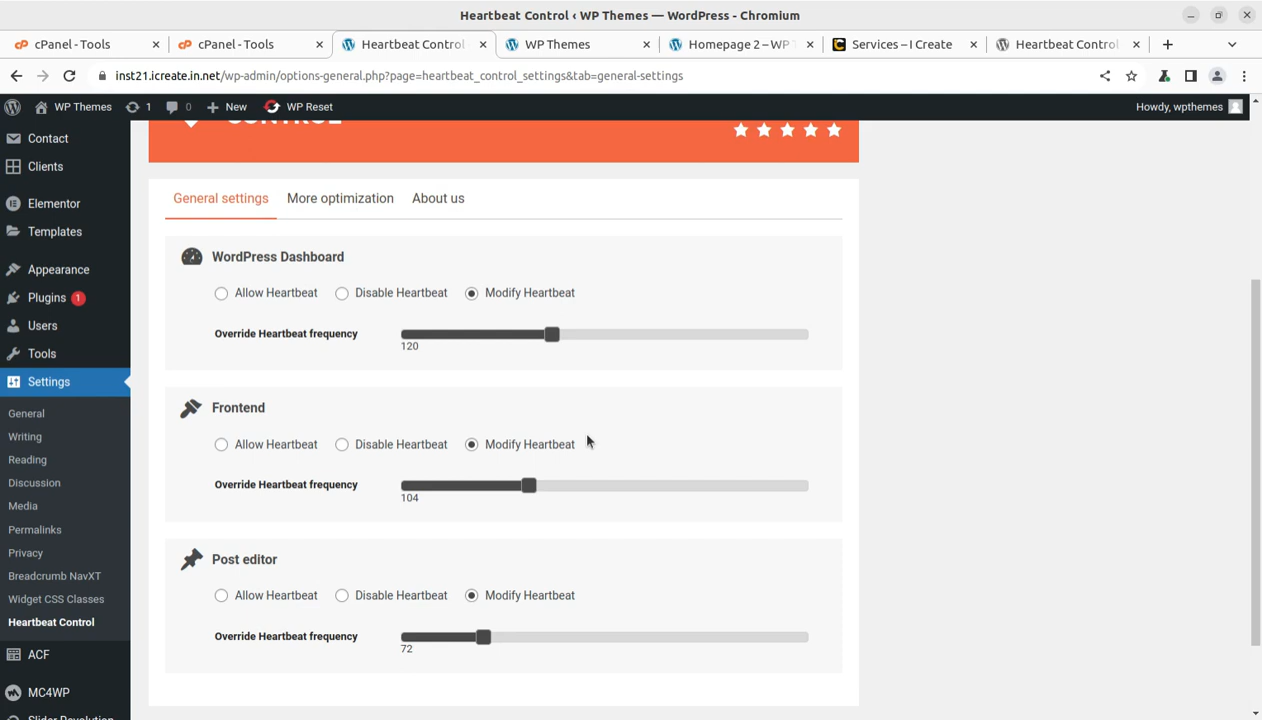 Heartbeat Control ‹ WP Themes — WordPress - Chromium
cPanel - Tools
cPanel - Tools
Heartbeat Control
WP Themes
Homepage 2 – WP T
Services – I Create
Heartbeat Control
inst21.icreate.in.net/wp-admin/options-general.php?page=heartbeat_control_settings&tab=general-settings
WP Themes 1 0 New WP Reset Howdy, wpthemes
Contact
Clients
Elementor
Templates
Appearance
Plugins 1
Users
Tools
Settings
General
Writing
Reading
Discussion
Media
Permalinks
Privacy
Breadcrumb NavXT
Widget CSS Classes
Heartbeat Control
ACF
MC4WP
Slider Revolution
CONTROL
General settings More optimization About us
WordPress Dashboard
Allow Heartbeat Disable Heartbeat Modify Heartbeat
Override Heartbeat frequency
120
Frontend
Allow Heartbeat Disable Heartbeat Modify Heartbeat
Override Heartbeat frequency
104
Post editor
Allow Heartbeat Disable Heartbeat Modify Heartbeat
Override Heartbeat frequency
72